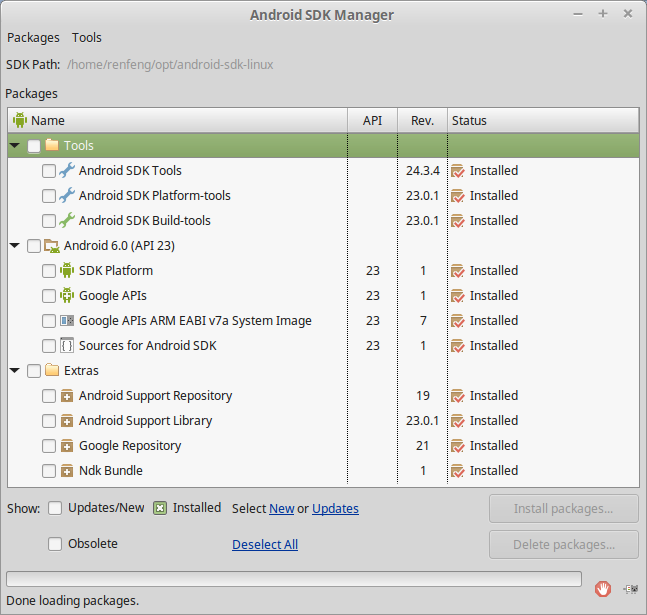 Android SDK Manager
Packages Tools
SDK Path: /home/renfeng/opt/android-sdk-linux
Packages
Name API Rev. Status
Tools
Android SDK Tools 24.3.4 Installed
Android SDK Platform-tools 23.0.1 Installed
Android SDK Build-tools 23.0.1 Installed
Android 6.0 (API 23)
SDK Platform 23 1 Installed
Google APIs 23 1 Installed
Google APIs ARM EABI v7a System Image 23 7 Installed
Sources for Android SDK 23 1 Installed
Extras
Android Support Repository 19 Installed
Android Support Library 23.0.1 Installed
Google Repository 21 Installed
Ndk Bundle 1 Installed
Show: Updates/New Installed Select New or Updates Install packages...
Obsolete Deselect All Delete packages...
Done loading packages.